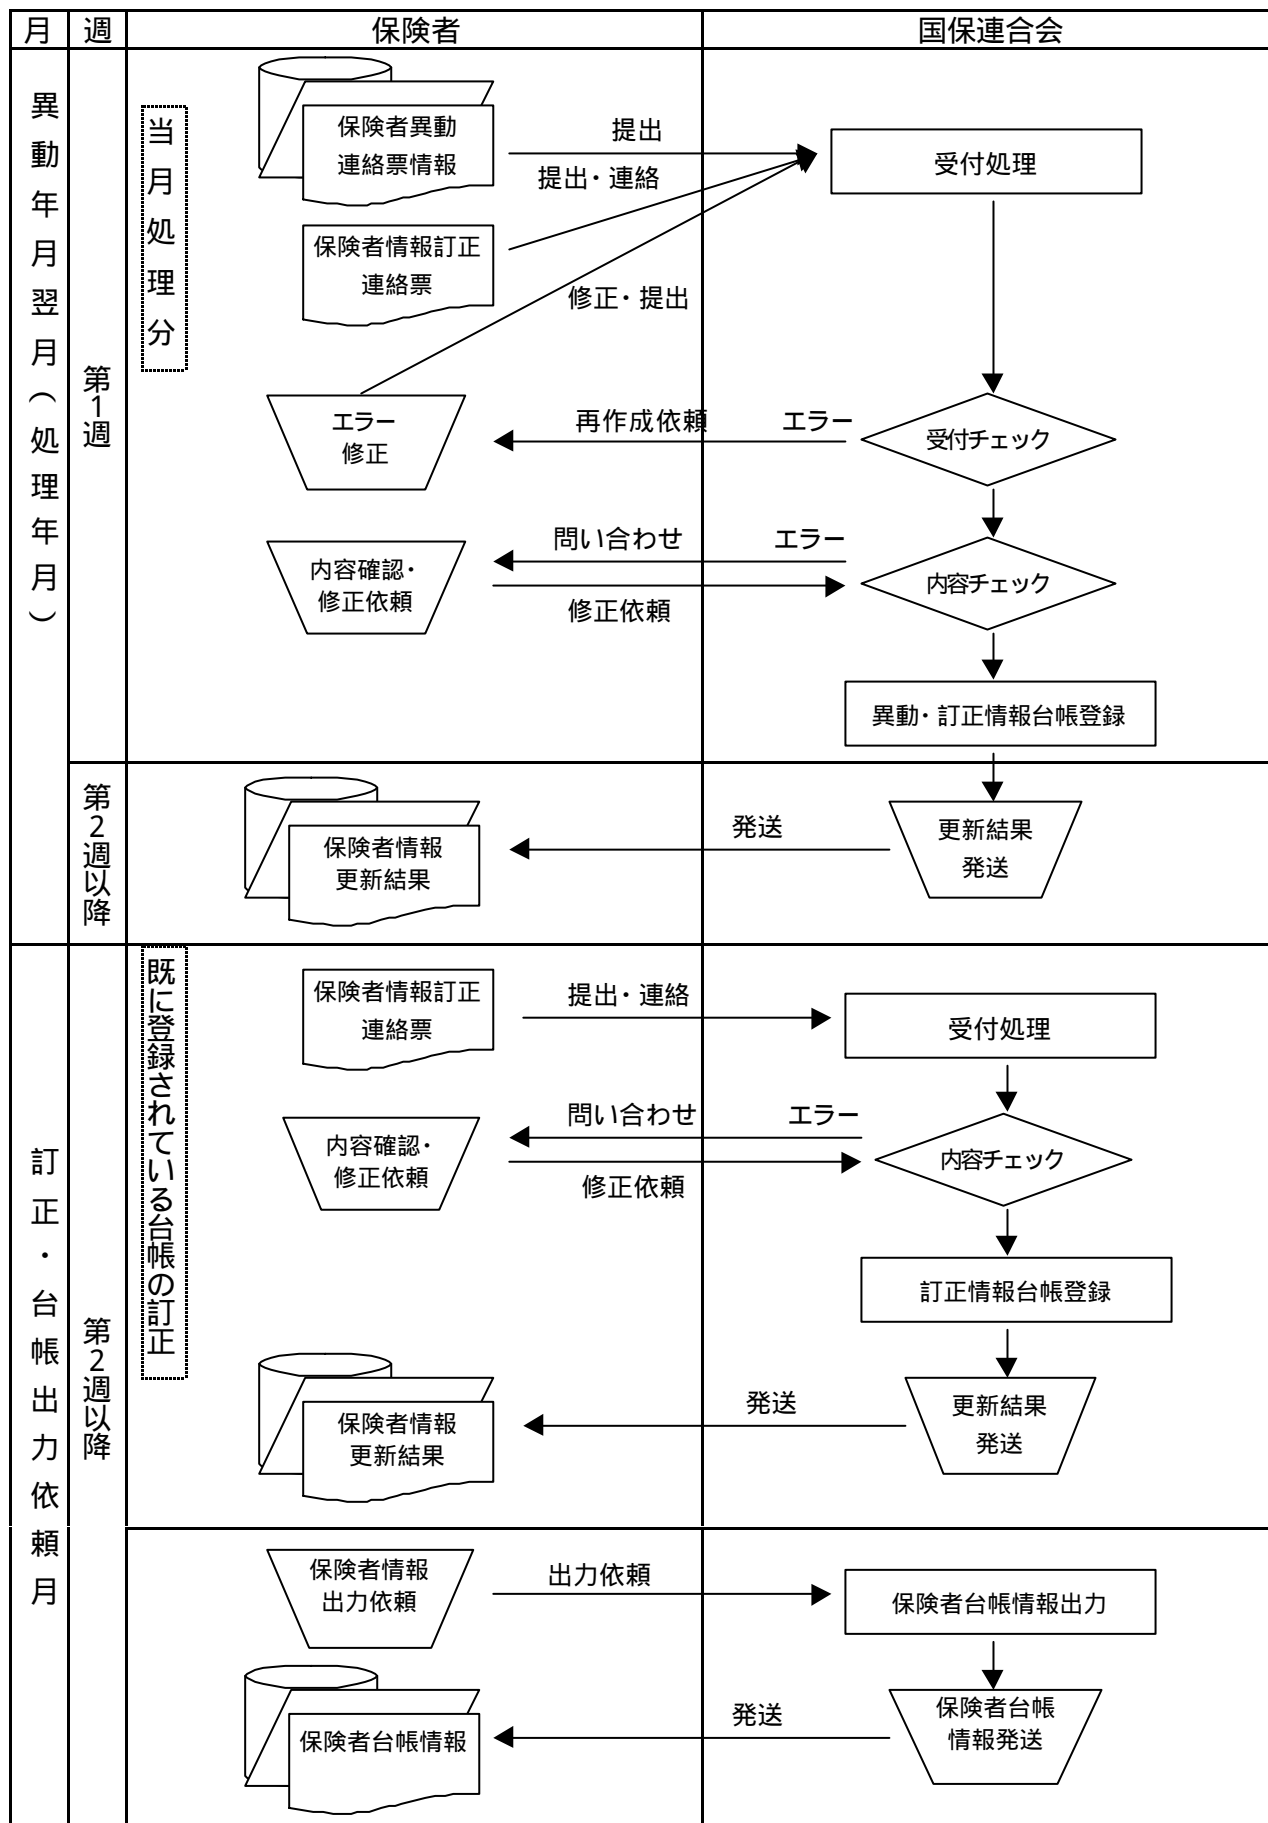 月
週
保険者
国保連合会
異動年月翌月(処理年月)
第1週
当月処理分
保険者異動
連絡票情報
提出
受付処理
提出・連絡
保険者情報訂正
連絡票
修正・提出
エラー
修正
再作成依頼
エラー
受付チェック
問い合わせ
エラー
内容確認・
修正依頼
修正依頼
内容チェック
異動・訂正情報台帳登録
第2週以降
保険者情報
更新結果
発送
更新結果
発送
訂正・台帳出力依頼月
第2週以降
既に登録されている台帳の訂正
保険者情報訂正
連絡票
提出・連絡
受付処理
問い合わせ
エラー
内容確認・
修正依頼
修正依頼
内容チェック
訂正情報台帳登録
保険者情報
更新結果
発送
更新結果
発送
保険者情報
出力依頼
出力依頼
保険者台帳情報出力
保険者台帳情報
発送
保険者台帳
情報発送